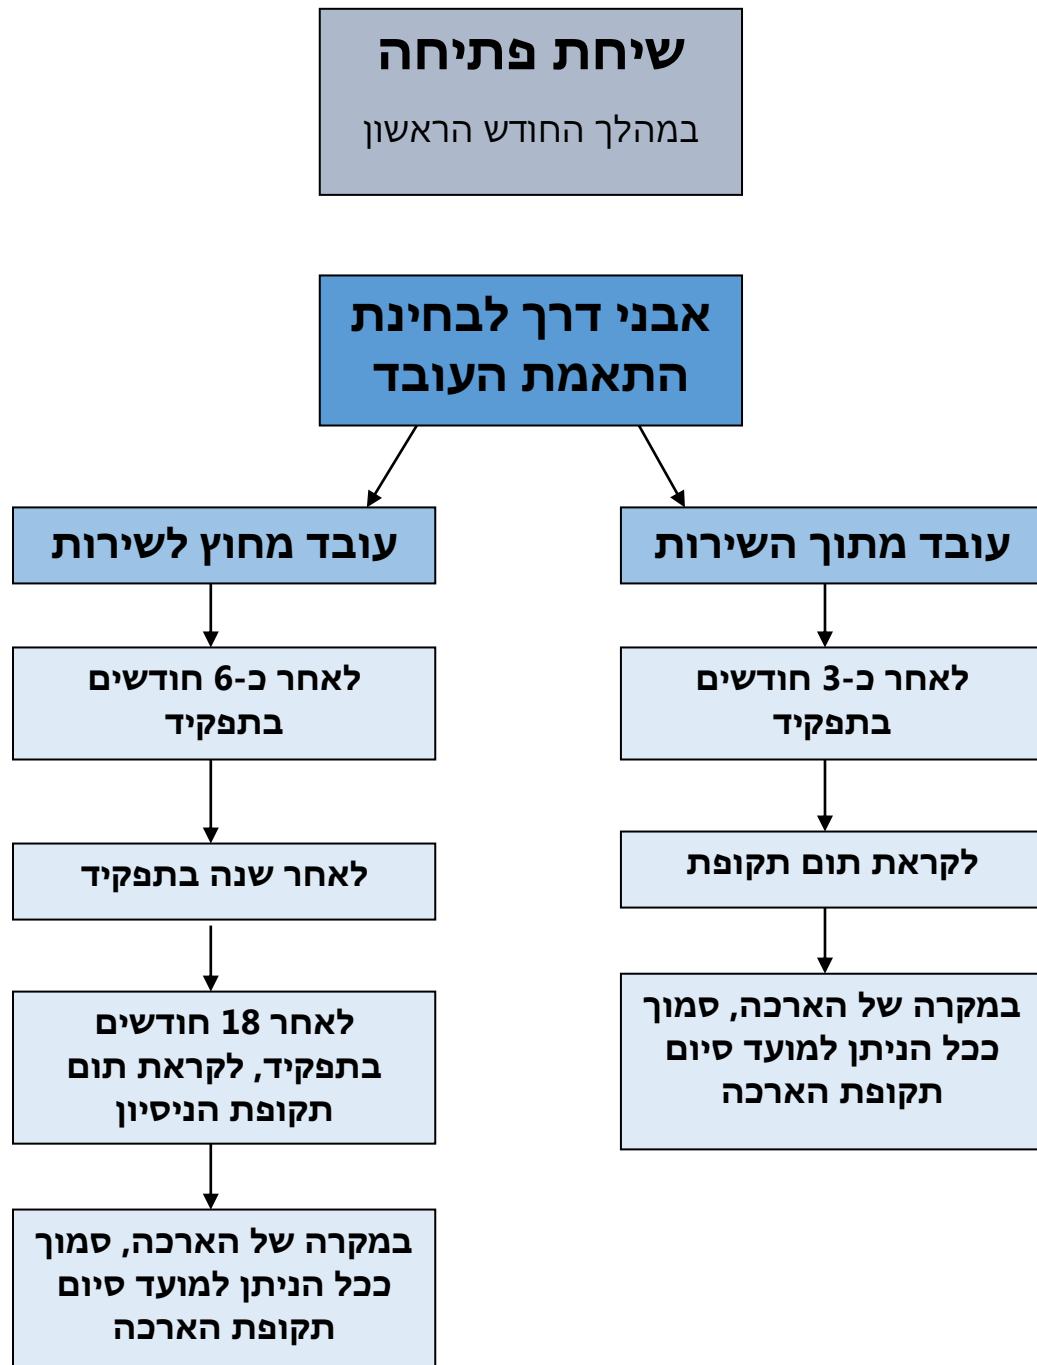 שיחת פתיחה
במהלך החודש הראשון
אבני דרך לבחינת
התאמת העובד
עובד מתוך השירות
לאחר כ-3 חודשים
בתפקיד
לקראת תום תקופת
במקרה של הארכה, סמוך
ככל הניתן למועד סיום
תקופת הארכה
עובד מחוץ לשירות
לאחר כ-6 חודשים
בתפקיד
לאחר שנה בתפקיד
לאחר 18 חודשים
בתפקיד, לקראת תום
תקופת הניסיון
במקרה של הארכה, סמוך
ככל הניתן למועד סיום
תקופת הארכה